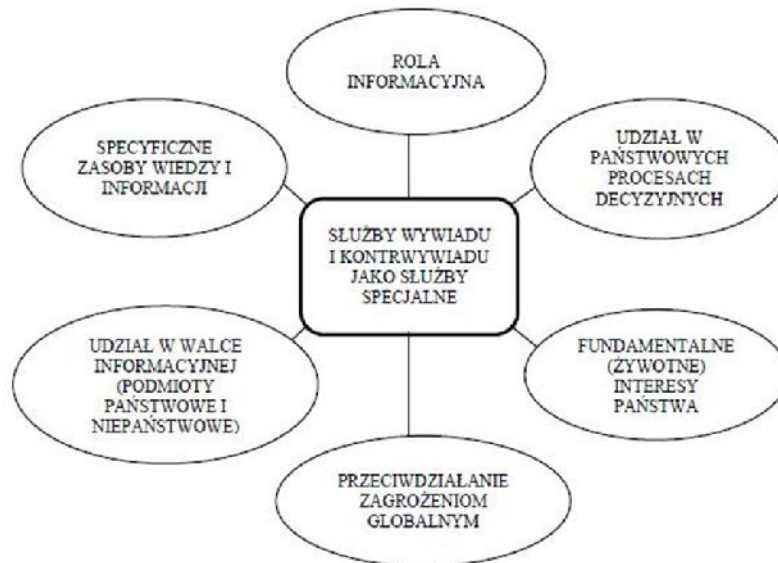 ROLA
INFORMACYJNA
SPECYFICZNE
ZASOBY WIEDZY I
INFORMACJI
UDZIAŁ W
PAŃSTWOWYCH
PROCESACH
DECYZYJNYCH
SŁUŻBY WYWIADU
I KONTRWYWIADU
JAKO SŁUŻBY
SPECJALNE
UDZIAŁ W WALCE
INFORMACYJNEJ
(PODMIOTY
PAŃSTWOWE I
NIEPAŃSTWOWE)
FUNDAMENTALNE
(ŻYWOTNE)
INTERESY
PAŃSTWA
PRZECIWDZIAŁANIE
ZAGROŻENIOM
GLOBALNYM